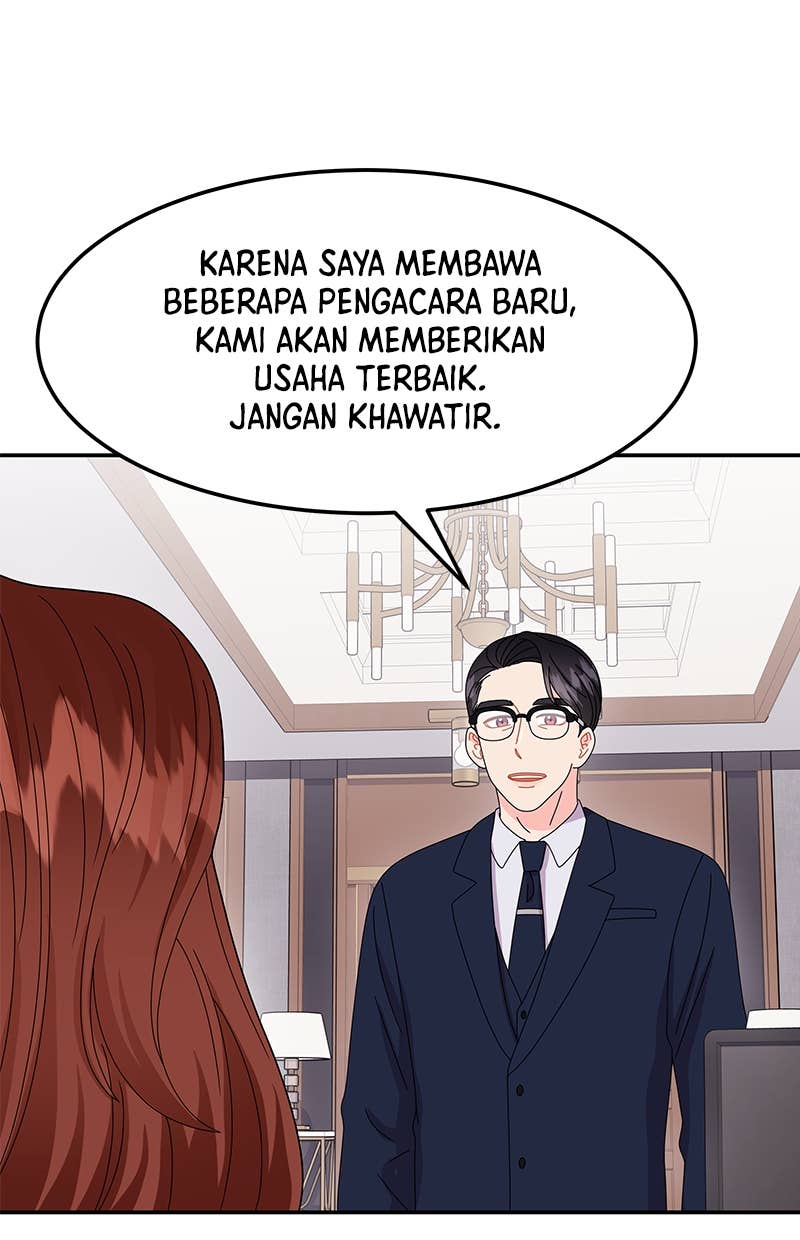 KARENA SAYA MEMBAWA
BEBERAPA PENGACARA BARU,
KAMI AKAN MEMBERIKAN
USAHA TERBAIK.
JANGAN KHAWATIR.